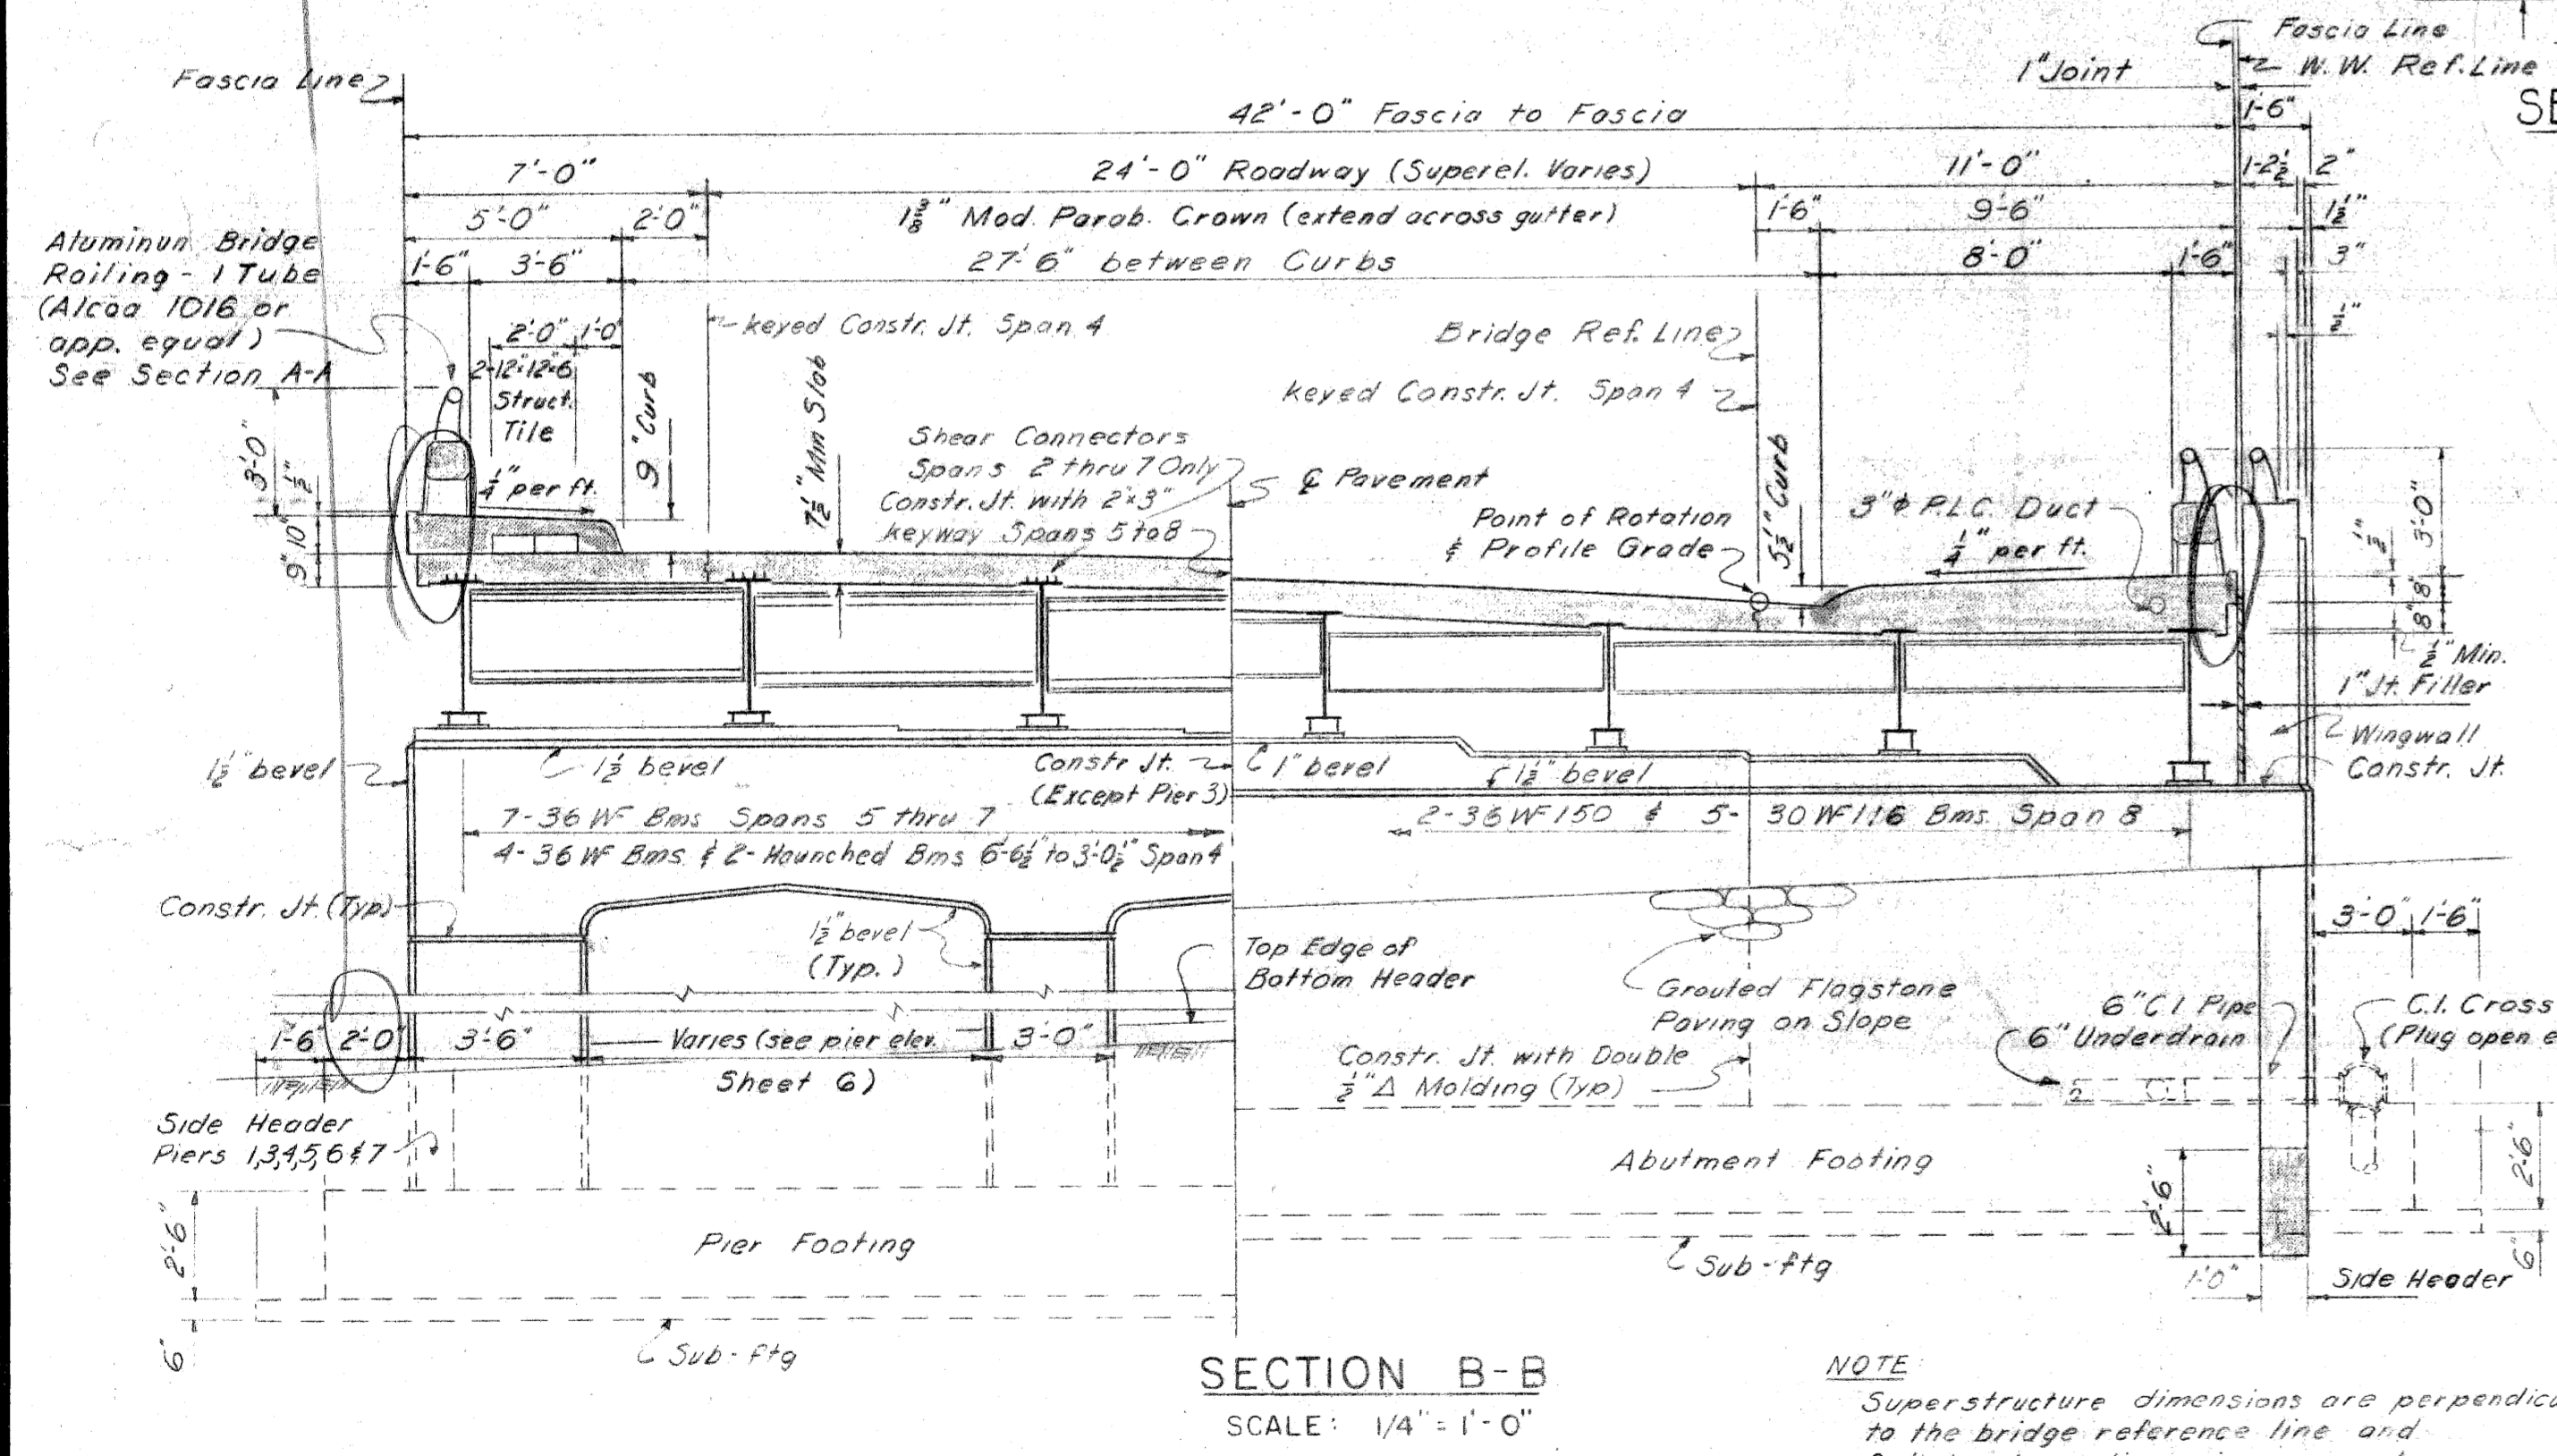 Fascia Line
Fascia Line
W.W. Ref. Line
1" Joint
42'-0" Fascia to Fascia
1'-6"
SE
7'-0"
24'-0" Roadway (Superel. Varies)
11'-0"
1-2½
2"
5'-0"
2'-0"
1⅜" Mod. Parab. Crown (extend across gutter)
1'-6"
9'-6"
1½"
1'-6"
3'-6"
27'-6" between Curbs
8'-0"
1'-6"
3"
½"
Aluminun Bridge
Railing - 1 Tube
(Alcoa 1016 or
app. equal)
See Section A-A
2'-0"
1'-0"
2-12"x12"x6
Struct.
Tile
¼" per ft.
9" Curb
keyed Constr. Jt. Span 4
7½" Min Slab
Shear Connectors
Spans 2 thru 7 Only
Constr. Jt. with 2"x3"
keyway Spans 5 to 8
℄ Pavement
Bridge Ref. Line
keyed Constr. Jt. Span 4
Point of Rotation
& Profile Grade
5½" Curb
3"ϕ P.L.C. Duct
¼" per ft.
3'-0"
½"
10"
9"
½"
3'-0"
8"
8"
½" Min.
1" Jt. Filler
Wingwall
Constr. Jt.
1½" bevel
1½ bevel
Constr Jt.
(Except Pier 3)
1" bevel
1½" bevel
7-36 WF Bms Spans 5 thru 7
4-36 WF Bms & 2-Haunched Bms 6'-6½" to 3'-0½" Span 4
2-36 WF 150 & 5- 30 WF 116 Bms. Span 8
Constr. Jt. (Typ)
1½" bevel
(Typ.)
Top Edge of
Bottom Header
Grouted Flagstone
Paving on Slope
3'-0"
1'-6"
6" C I Pipe
6" Underdrain
C.I. Cross
(Plug open e
1'-6"
2'-0"
3'-6"
Varies (see pier elev.
Sheet 6)
3'-0"
Constr. Jt. with Double
½" Δ Molding (Typ)
Side Header
Piers 1,3,4,5,6 & 7
Abutment Footing
2'-6"
2'-6"
2'-6"
Pier Footing
Sub-ftg
1'-0"
Side Header
6"
6"
Sub-ftg
SECTION B-B
SCALE: 1/4" = 1'-0"
NOTE:
Superstructure dimensions are perpendicu
to the bridge reference line and